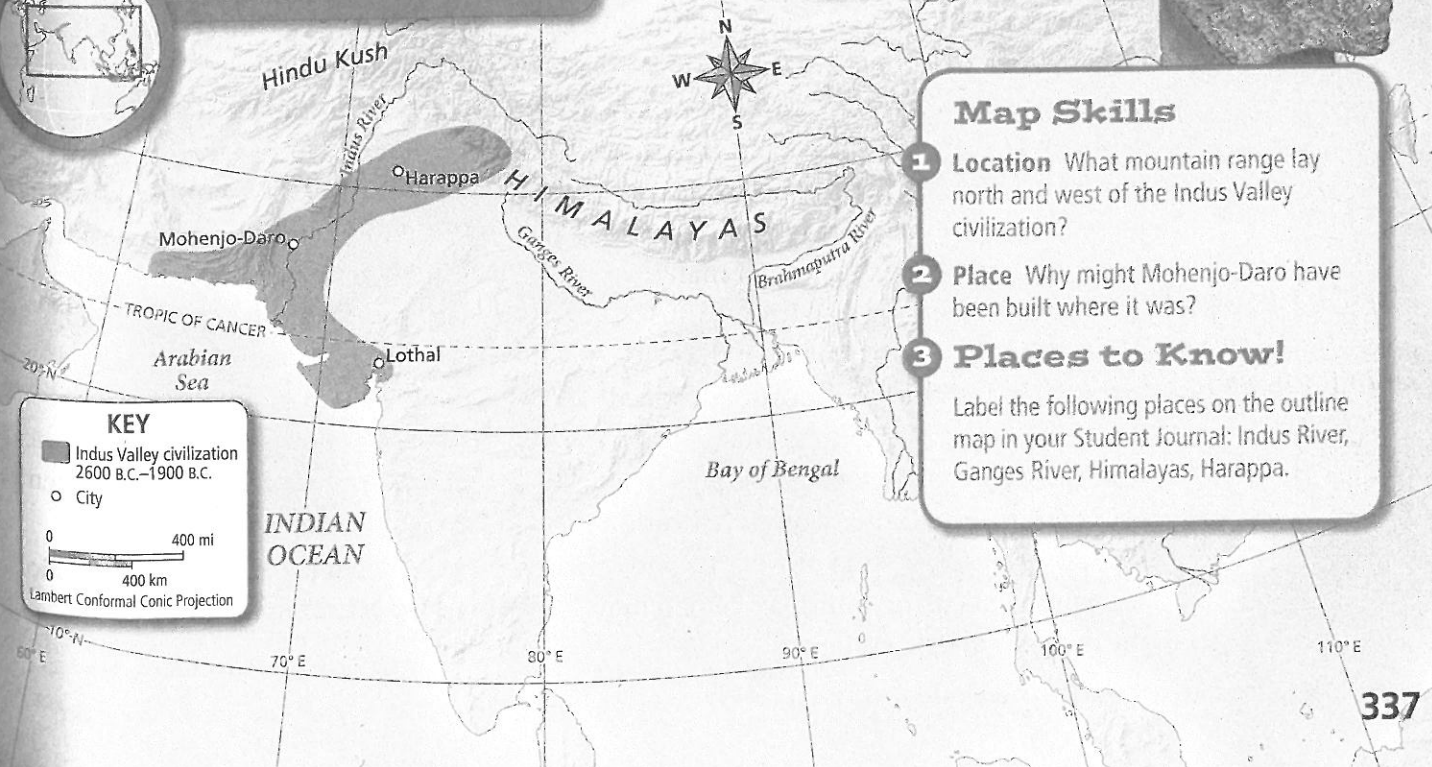 Hindu Kush
Indus River
N
W
E
S
Harappa
HIMALAYAS
Mohenjo-Daro
Ganges River
Brahmaputra River
TROPIC OF CANCER
Arabian
Sea
Lothal
20°N
KEY
Indus Valley civilization
2600 B.C.–1900 B.C.
City
0
400 mi
0
400 km
Lambert Conformal Conic Projection
INDIAN
OCEAN
Bay of Bengal
10°N
60°E
70°E
80°E
90°E
100°E
110°E
Map Skills
1 Location What mountain range lay
north and west of the Indus Valley
civilization?
2 Place Why might Mohenjo-Daro have
been built where it was?
3 Places to Know!
Label the following places on the outline
map in your Student Journal: Indus River,
Ganges River, Himalayas, Harappa.
337